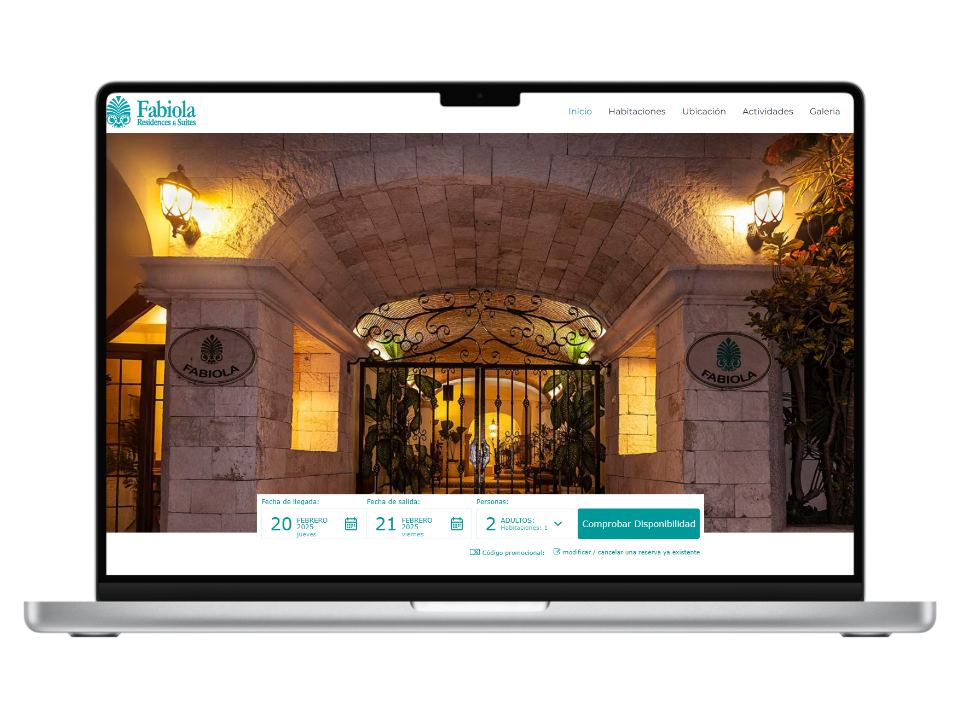 Fabiola
Residences & Suites
Inicio Habitaciones Ubicación Actividades Galeria
FABIOLA
FABIOLA
Fecha de llegada: Fecha de salida: Personas:
20 FEBRERO 2025 jueves
21 FEBRERO 2025 viernes
2 ADULTOS: Habitaciones: 1
Comprobar Disponibilidad
Código promocional: modificar / cancelar una reserva ya existente